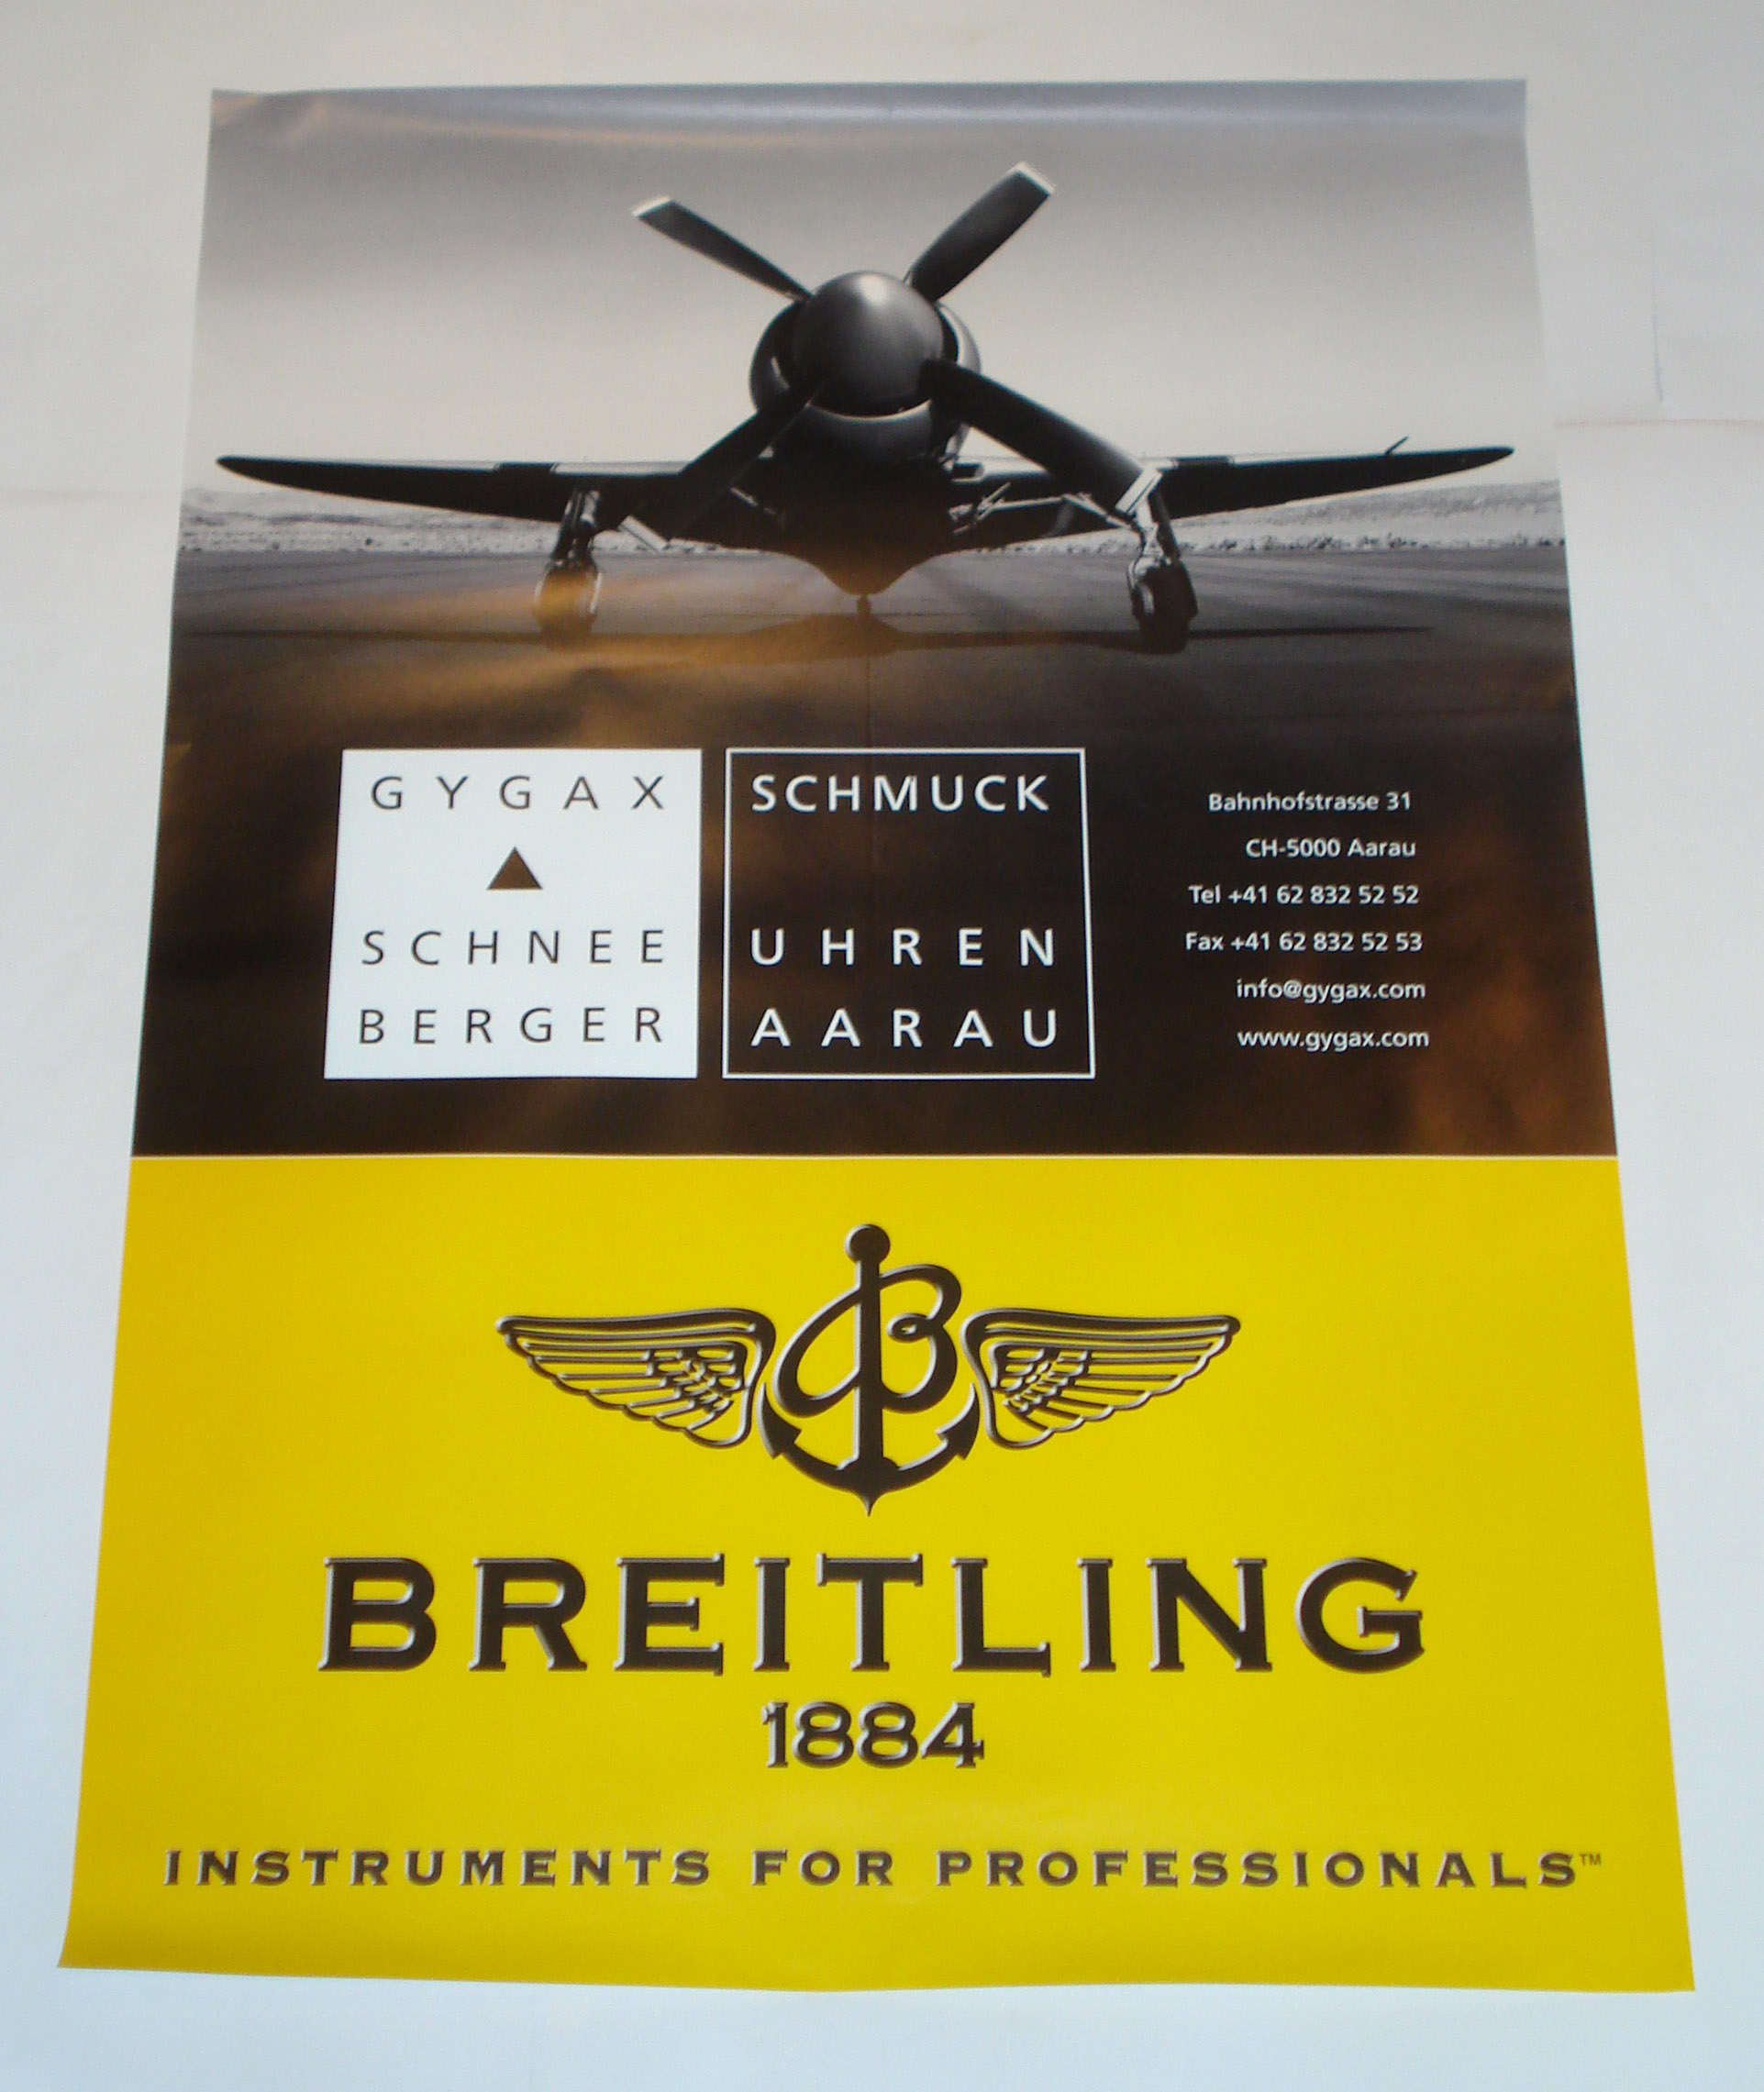 GYGAX
SCHNEE
BERGER
SCHMUCK
UHREN
AARAU
Bahnhofstrasse 31
CH-5000 Aarau
Tel +41 62 832 52 52
Fax +41 62 832 52 53
info@gygax.com
www.gygax.com
B
BREITLING
1884
INSTRUMENTS FOR PROFESSIONALS™